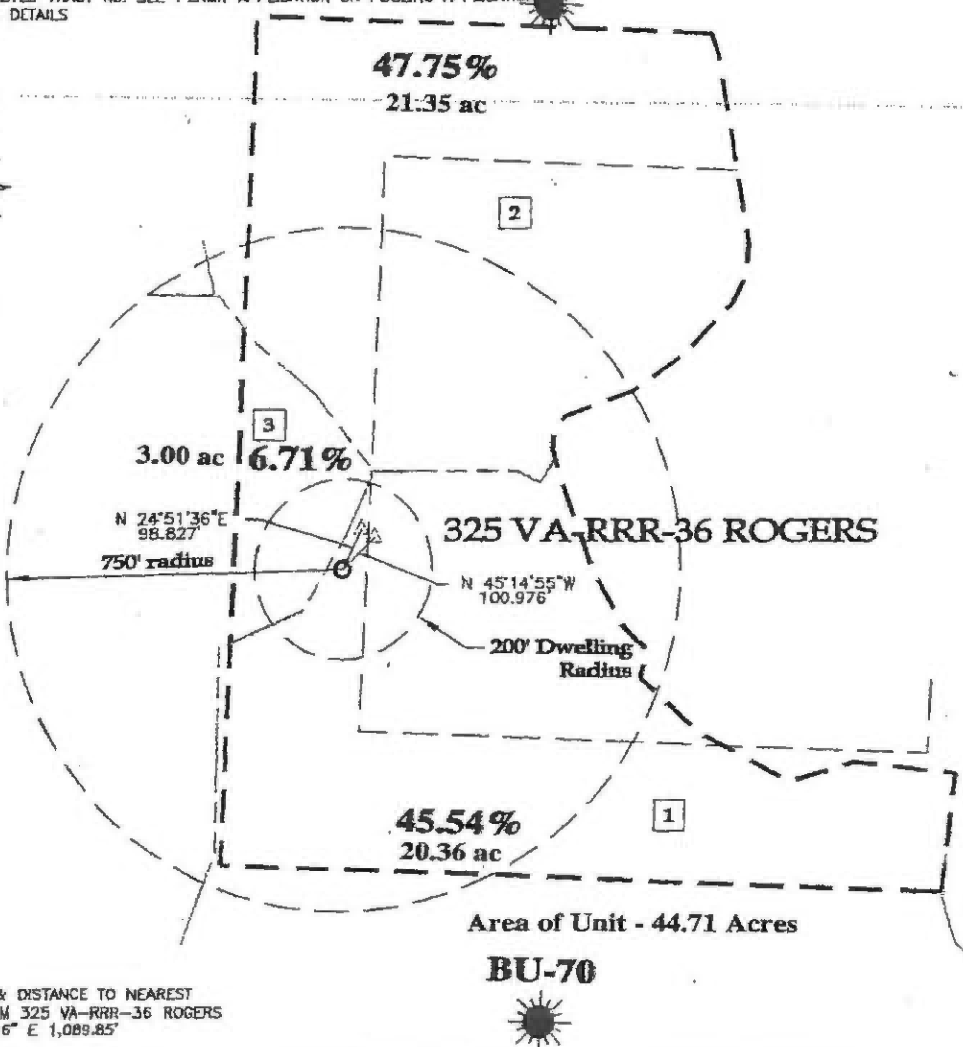 DETAILS
47.75%
21.35 ac
2
3
3.00 ac 6.71%
N 24°51'36"E
98.827'
325 VA-RRR-36 ROGERS
750' radius
N 45°14'55"W
100.976'
200' Dwelling
Radius
1
45.54%
20.36 ac
Area of Unit - 44.71 Acres
BU-70
& DISTANCE TO NEAREST
325 VA-RRR-36 ROGERS
6" E 1,089.85'